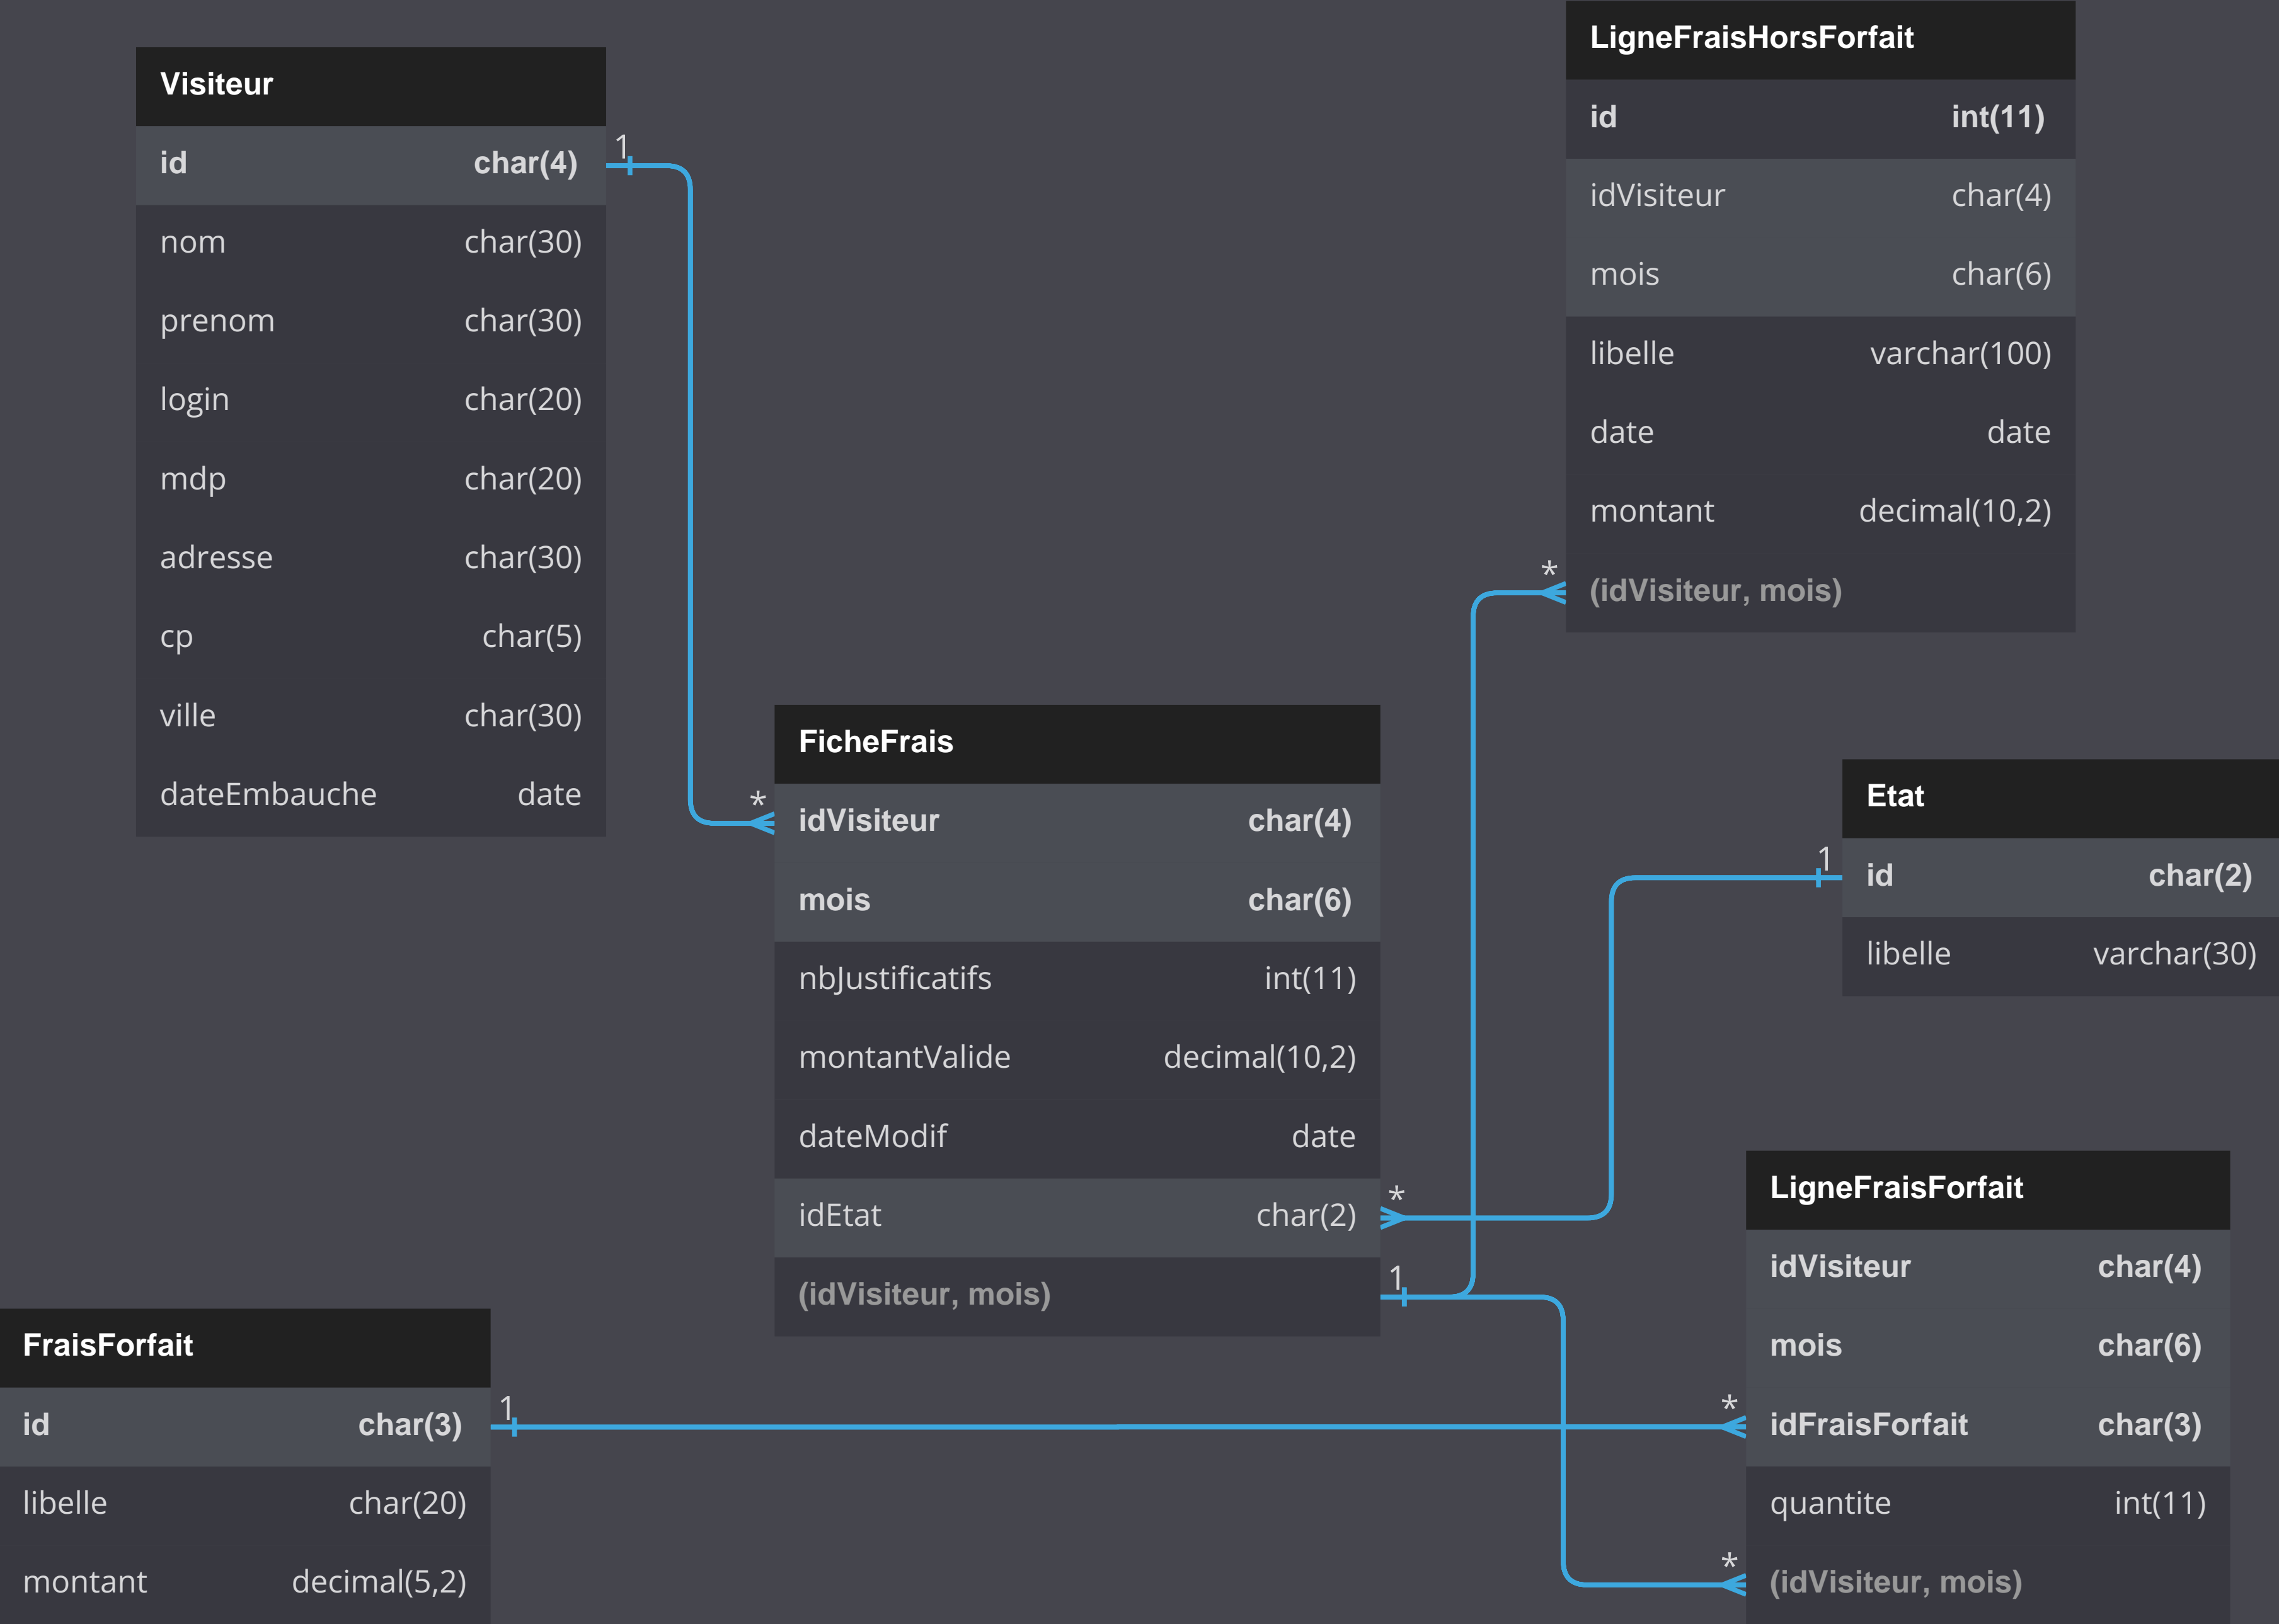 Visiteur
id char(4)
nom char(30)
prenom char(30)
login char(20)
mdp char(20)
adresse char(30)
cp char(5)
ville char(30)
dateEmbauche date
1
*
LigneFraisHorsForfait
id int(11)
idVisiteur char(4)
mois char(6)
libelle varchar(100)
date date
montant decimal(10,2)
(idVisiteur, mois)
*
FicheFrais
idVisiteur char(4)
mois char(6)
nbJustificatifs int(11)
montantValide decimal(10,2)
dateModif date
idEtat char(2)
(idVisiteur, mois)
*
1
Etat
id char(2)
libelle varchar(30)
1
FraisForfait
id char(3)
libelle char(20)
montant decimal(5,2)
1
LigneFraisForfait
idVisiteur char(4)
mois char(6)
idFraisForfait char(3)
quantite int(11)
(idVisiteur, mois)
*
*